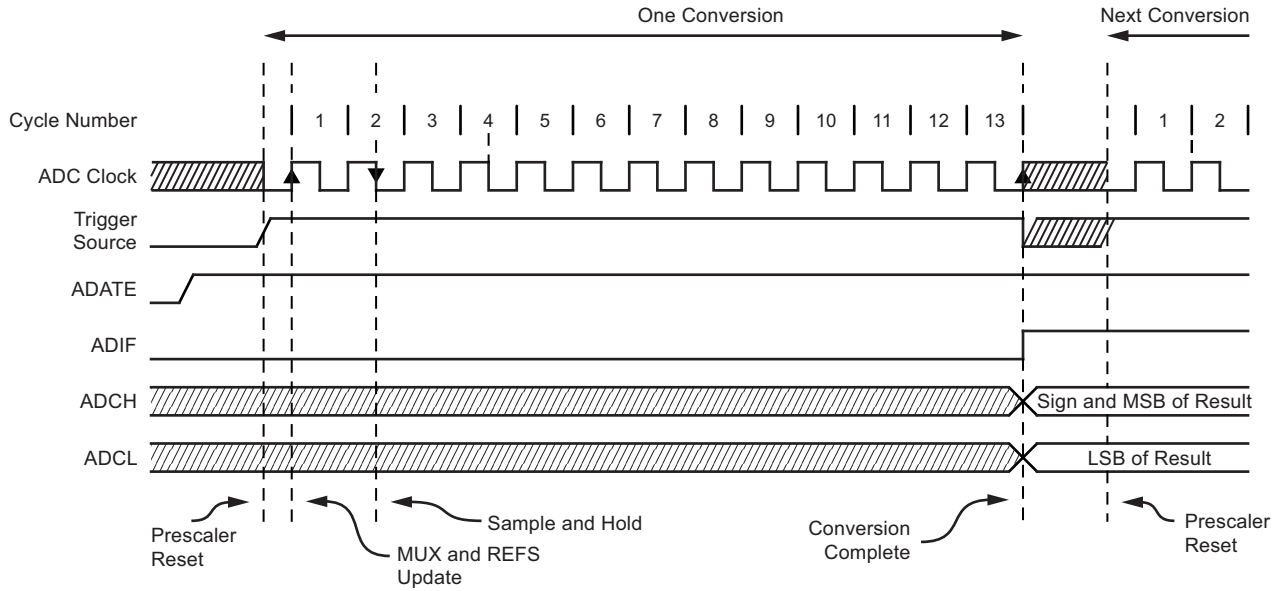 One Conversion
Next Conversion
Cycle Number
1 2 3 4 5 6 7 8 9 10 11 12 13 1 2
ADC Clock
Trigger
Source
ADATE
ADIF
ADCH
Sign and MSB of Result
ADCL
LSB of Result
Prescaler
Reset
MUX and REFS
Update
Sample and Hold
Conversion
Complete
Prescaler
Reset